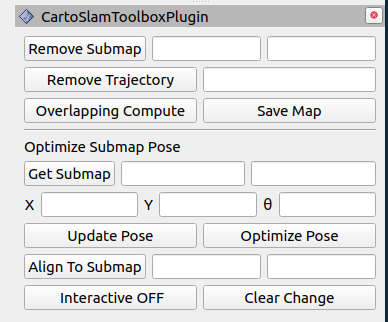 CartoSlamToolboxPlugin
Remove Submap
Remove Trajectory
Overlapping Compute Save Map
Optimize Submap Pose
Get Submap
X Y θ
Update Pose Optimize Pose
Align To Submap
Interactive OFF Clear Change